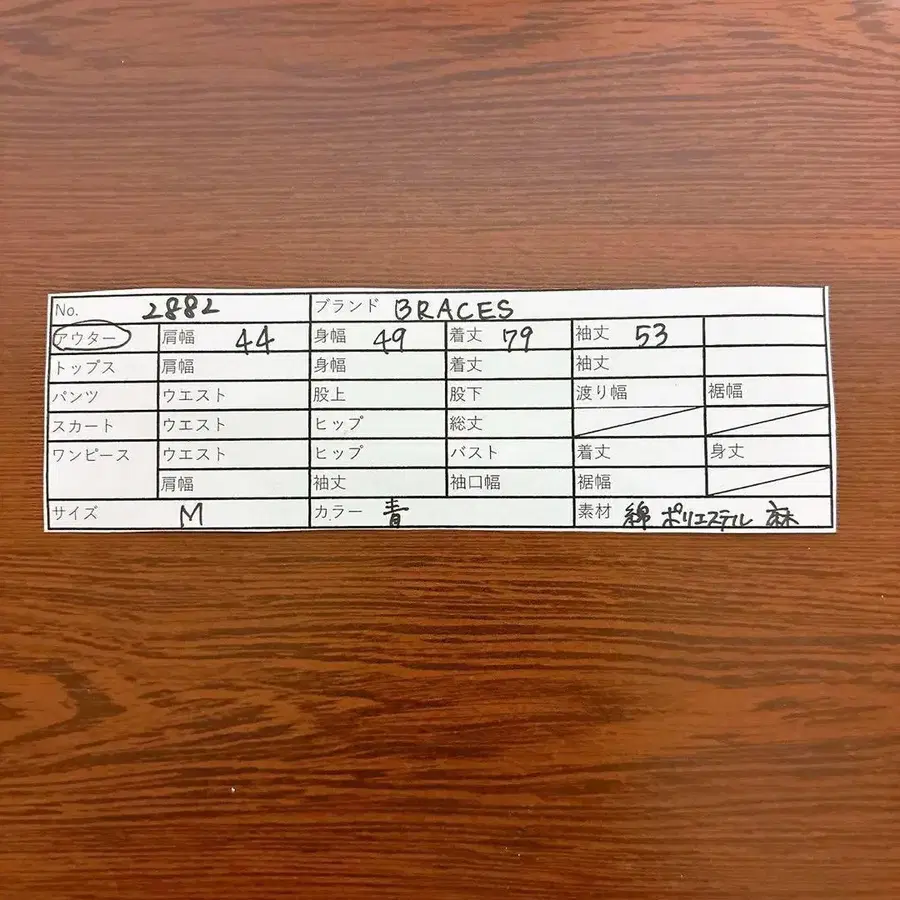 No. 2882 ブランド BRACES
アウター 肩幅 44 身幅 49 着丈 79 袖丈 53
トップス 肩幅 身幅 着丈 袖丈
パンツ ウエスト 股上 股下 渡り幅 裾幅
スカート ウエスト ヒップ 総丈
ワンピース ウエスト ヒップ バスト 着丈 身丈
肩幅 袖丈 袖口幅 裾幅
サイズ M カラー 青 素材 綿 ポリエステル 麻